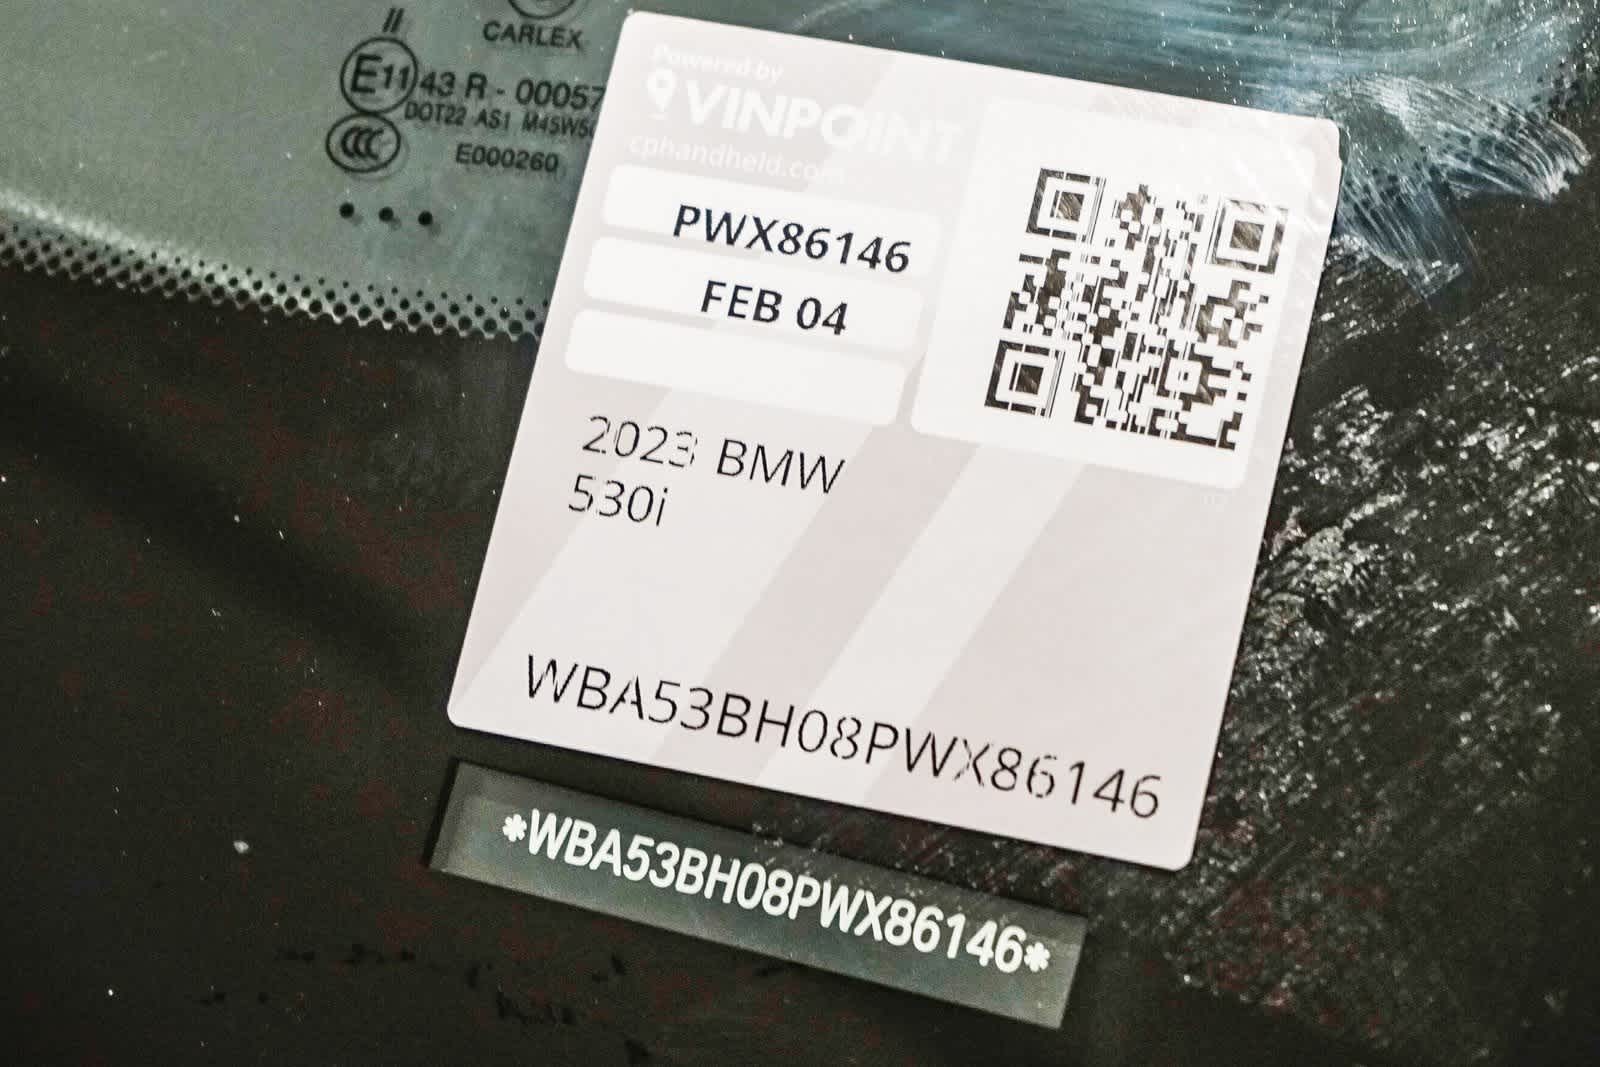 CARLEX
E11 43 R - 00057
DOT22 AS1 M45W5
E000260
Powered by
VINPOINT
cphandheld.com
PWX86146
FEB 04
2023 BMW
530i
WBA53BH08PWX86146
*WBA53BH08PWX86146*